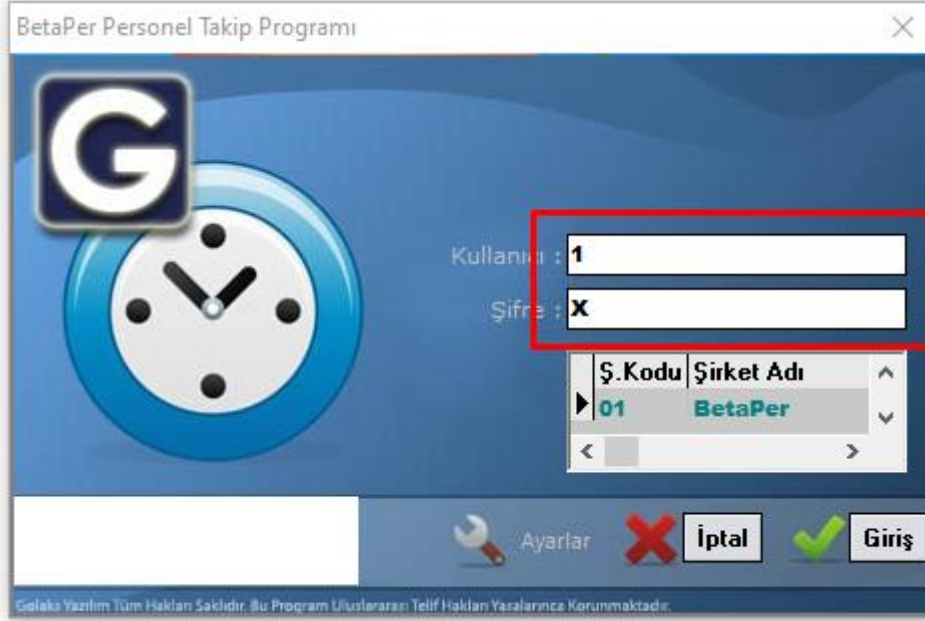 BetaPer Personel Takip Programı
G
Kullanıcı : 1
Şifre : X
Ş.Kodu Şirket Adı
01 BetaPer
Ayarlar İptal Giriş
Golaks Yazılım Tüm Hakları Saklıdır. Bu Program Uluslararası Telif Hakları Yasalarınca Korunmaktadır.